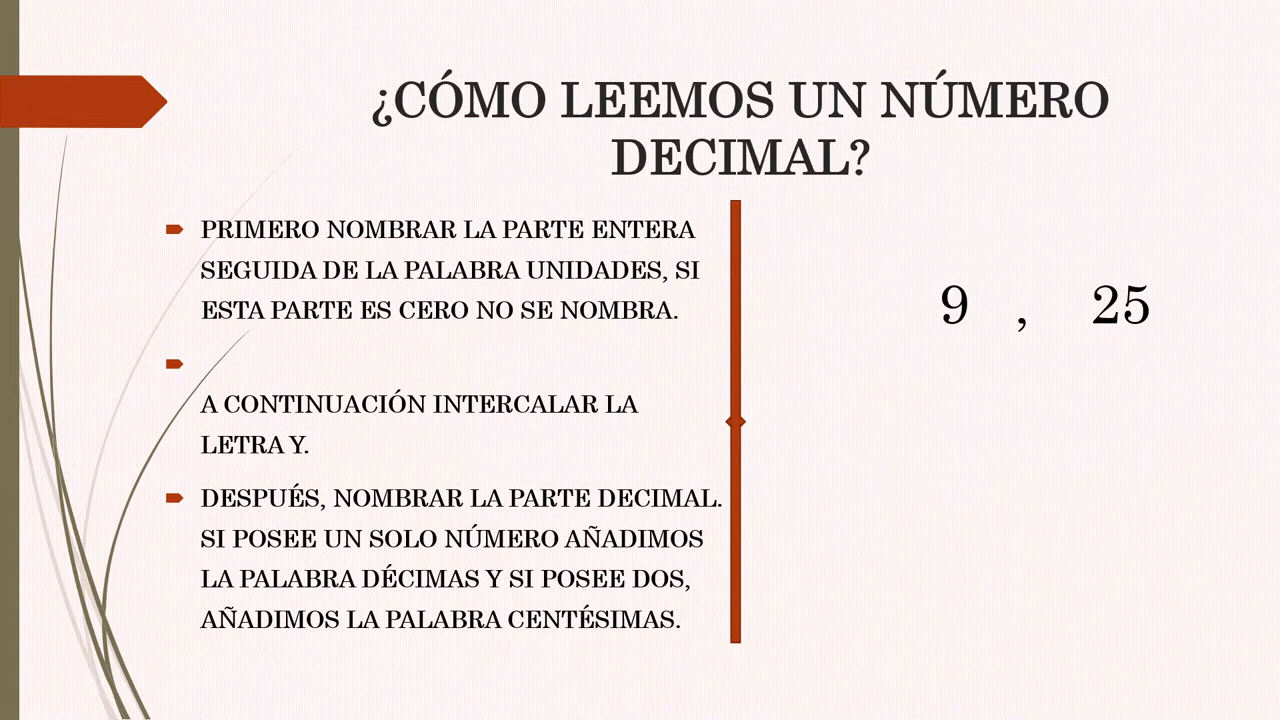 ¿CÓMO LEEMOS UN NÚMERO
DECIMAL?
PRIMERO NOMBRAR LA PARTE ENTERA
SEGUIDA DE LA PALABRA UNIDADES, SI
ESTA PARTE ES CERO NO SE NOMBRA.
A CONTINUACIÓN INTERCALAR LA
LETRA Y.
DESPUÉS, NOMBRAR LA PARTE DECIMAL.
SI POSEE UN SOLO NÚMERO AÑADIMOS
LA PALABRA DÉCIMAS Y SI POSEE DOS,
AÑADIMOS LA PALABRA CENTÉSIMAS.
9 , 25